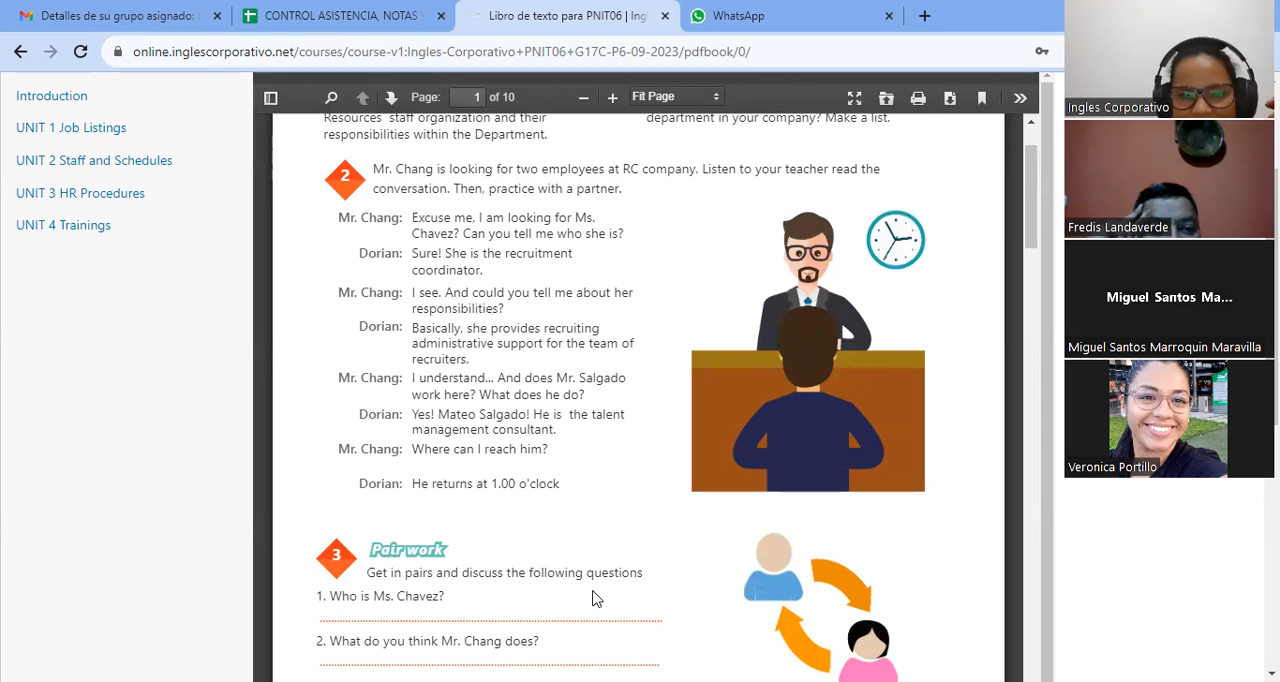 Detalles de su grupo asignado:
CONTROL ASISTENCIA, NOTAS
Libro de texto para PNIT06 | Ing
WhatsApp
online.inglescorporativo.net/courses/course-v1:Ingles-Corporativo+PNIT06+G17C-P6-09-2023/pdfbook/0/
Introduction
UNIT 1 Job Listings
UNIT 2 Staff and Schedules
UNIT 3 HR Procedures
UNIT 4 Trainings
Page: 1 of 10
Fit Page
Resources staff organization and their
responsibilities within the Department.
department in your company? Make a list.
2
Mr. Chang is looking for two employees at RC company. Listen to your teacher read the
conversation. Then, practice with a partner.
Mr. Chang: Excuse me, I am looking for Ms.
Chavez? Can you tell me who she is?
Dorian: Sure! She is the recruitment
coordinator.
Mr. Chang: I see. And could you tell me about her
responsibilities?
Dorian: Basically, she provides recruiting
administrative support for the team of
recruiters.
Mr. Chang: I understand... And does Mr. Salgado
work here? What does he do?
Dorian: Yes! Mateo Salgado! He is the talent
management consultant.
Mr. Chang: Where can I reach him?
Dorian: He returns at 1.00 o'clock
3
Pair work
Get in pairs and discuss the following questions
1. Who is Ms. Chavez?
2. What do you think Mr. Chang does?
Ingles Corporativo
Fredis Landaverde
Miguel Santos Ma...
Miguel Santos Marroquin Maravilla
Veronica Portillo